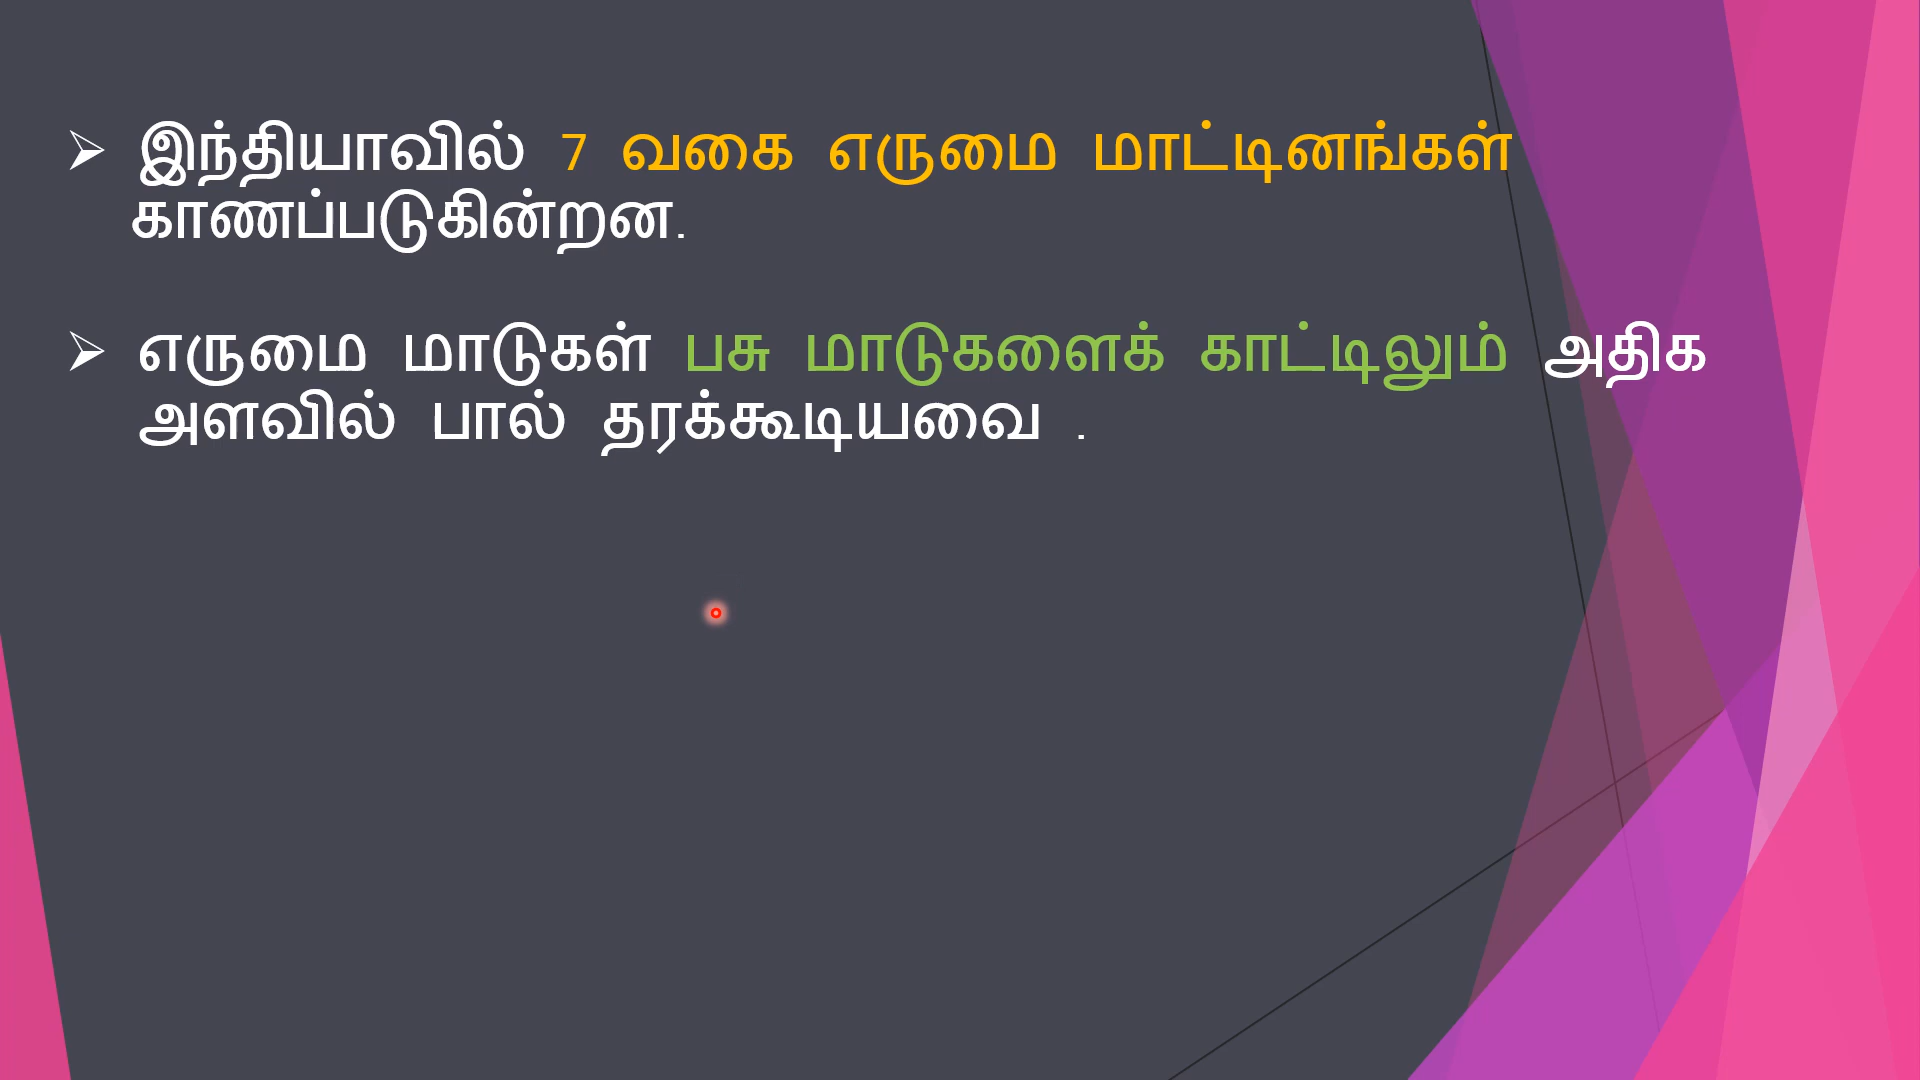 ➢ இந்தியாவில் 7 வகை எருமை மாட்டினங்கள்
காணப்படுகின்றன.
➢ எருமை மாடுகள் பசு மாடுகளைக் காட்டிலும் அதிக
அளவில் பால் தரக்கூடியவை .